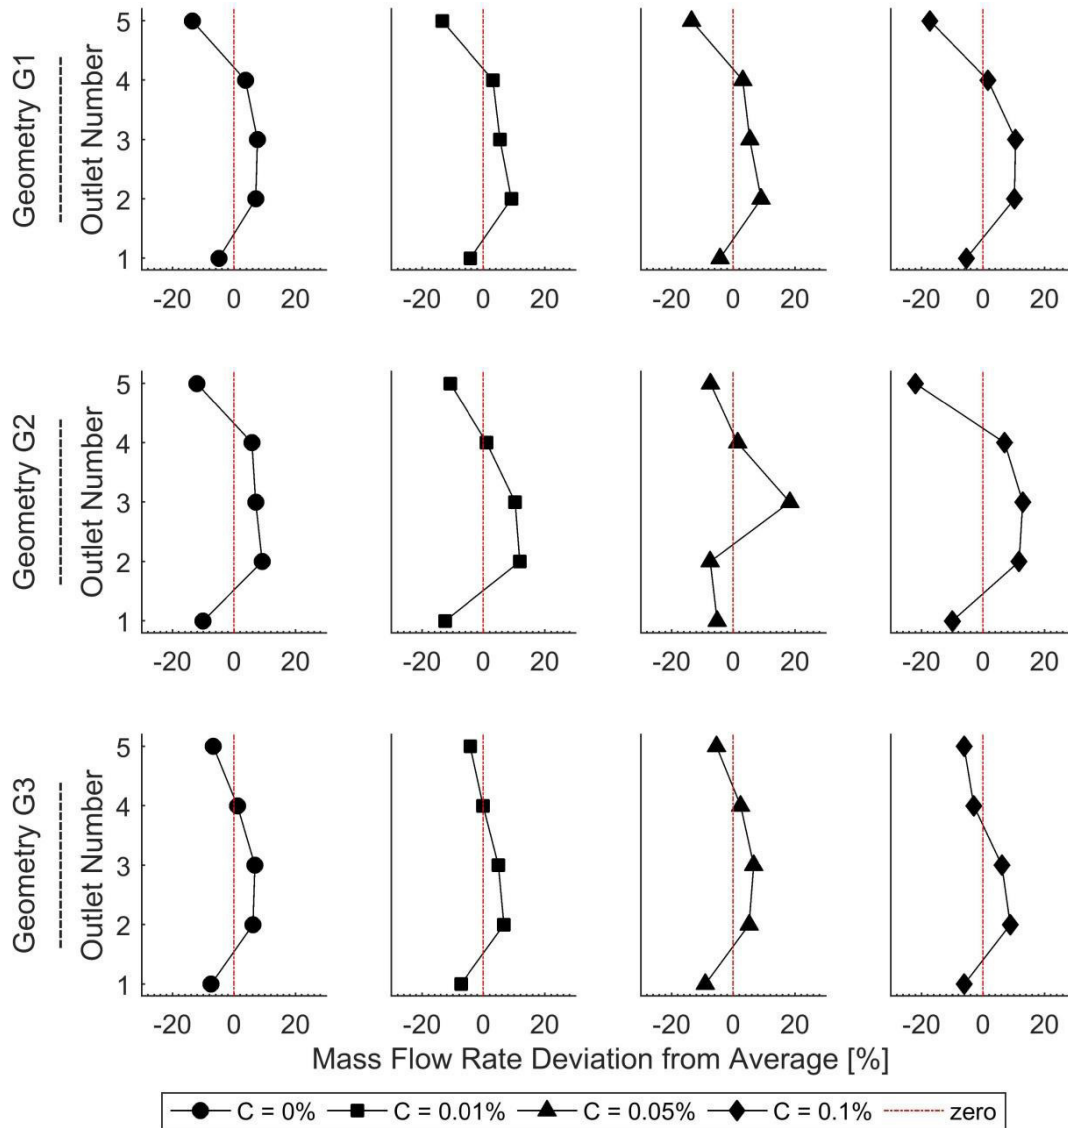 Geometry G1
Outlet Number
5
4
3
2
1
-20 0 20
-20 0 20
-20 0 20
-20 0 20
Geometry G2
Outlet Number
5
4
3
2
1
-20 0 20
-20 0 20
-20 0 20
-20 0 20
Geometry G3
Outlet Number
5
4
3
2
1
-20 0 20
-20 0 20
-20 0 20
-20 0 20
Mass Flow Rate Deviation from Average [%]
C = 0% C = 0.01% C = 0.05% C = 0.1% zero